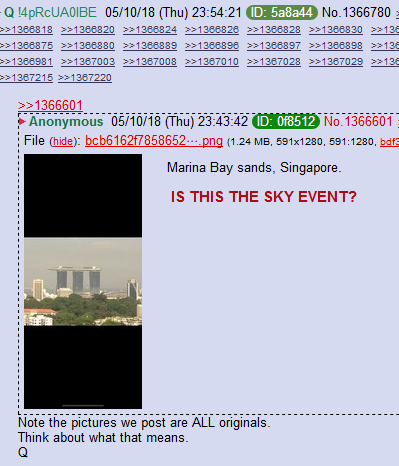 Q !4pRcUA0lBE 05/10/18 (Thu) 23:54:21 ID: 5a8a44 No.1366780
>>1366818 >>1366820 >>1366824 >>1366826 >>1366828 >>1366830
>>1366875 >>1366880 >>1366889 >>1366896 >>1366897 >>1366898
>>1366981 >>1367003 >>1367008 >>1367010 >>1367028 >>1367029
>>1367215 >>1367220
>>1366601
Anonymous 05/10/18 (Thu) 23:43:42 ID: 0f8512 No.1366601
File (hide): bcb6162f7858652···.png (1.24 MB, 591x1280, 591:1280, bdf3
Marina Bay sands, Singapore.
IS THIS THE SKY EVENT?
Note the pictures we post are ALL originals.
Think about what that means.
Q